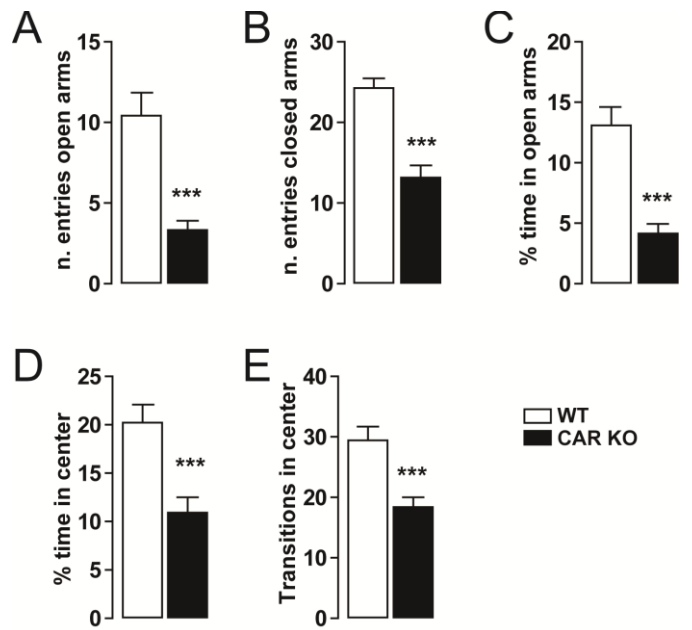 A
15
10
5
0
n. entries open arms
***
B
30
20
10
0
n. entries closed arms
***
C
20
15
10
5
0
% time in open arms
***
D
25
20
15
10
5
0
% time in center
***
E
40
30
20
10
0
Transitions in center
***
WT
CAR KO